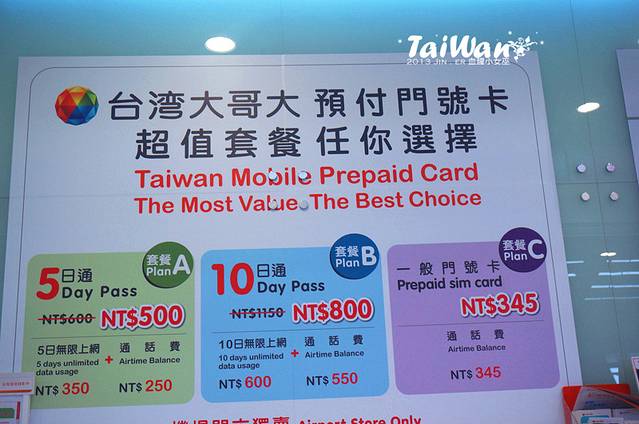 TaiWan
2013 JIN . ER
台湾大哥大 預付門號卡
超值套餐 任你選擇
Taiwan Mobile Prepaid Card
The Most Value The Best Choice
套餐
Plan A
5日通
Day Pass
NT$600 NT$500
5日無限上網
5 days unlimited
data usage
+
通話費
Airtime Balance
NT$ 350
NT$ 250
套餐
Plan B
10日通
Day Pass
NT$1150 NT$800
10日無限上網
10 days unlimited
data usage
+
通話費
Airtime Balance
NT$ 600
NT$ 550
套餐
Plan C
一般門號卡
Prepaid sim card
NT$345
通話費
Airtime Balance
NT$ 345
Airport Store Only